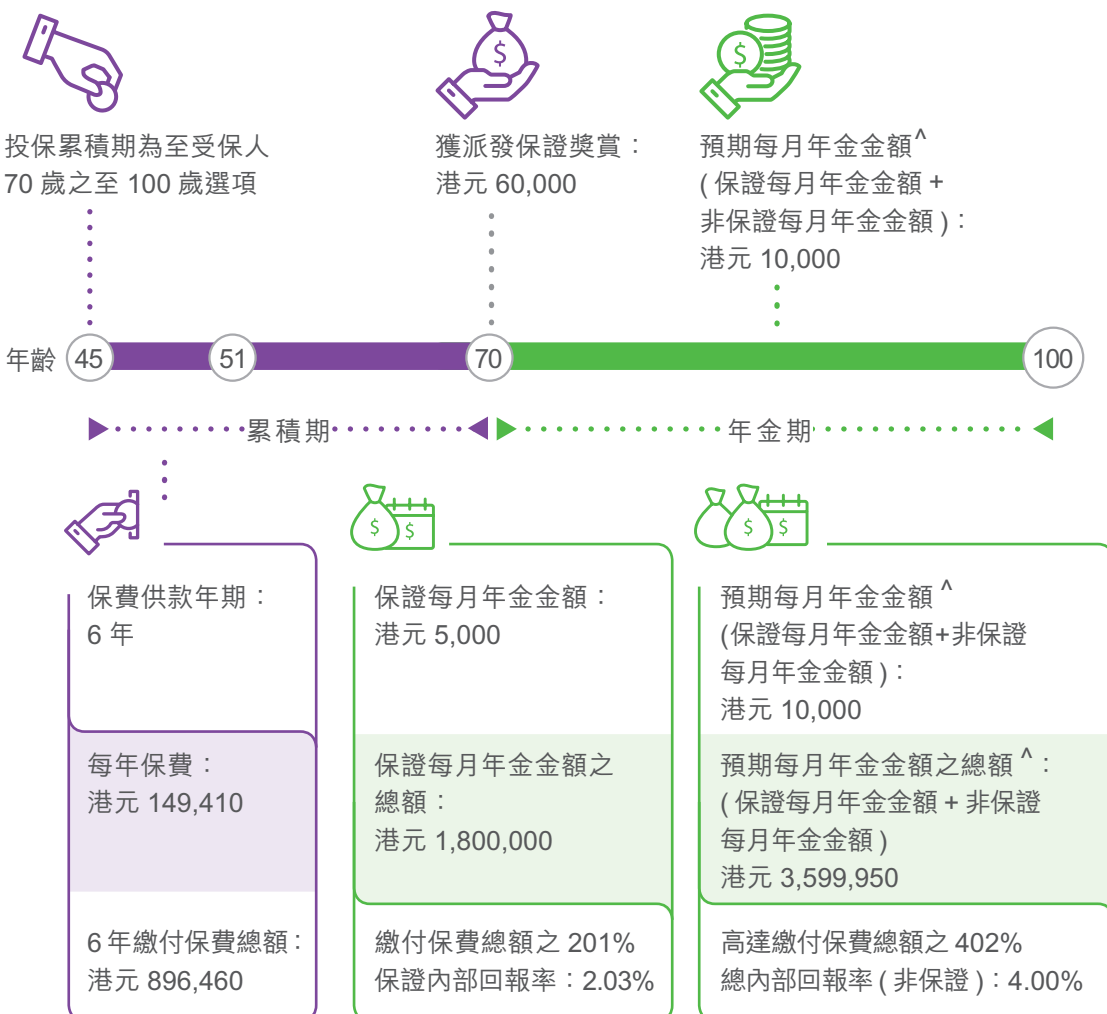 $
$
投保累積期為至受保人
70 歲之至 100 歲選項
獲派發保證獎賞：
港元 60,000
預期每月年金金額^
( 保證每月年金金額 +
非保證每月年金金額 )：
港元 10,000
年齡 45 51 70 100
累積期
年金期
$ $
$ $
保費供款年期：
6 年
每年保費：
港元 149,410
6 年繳付保費總額：
港元 896,460
保證每月年金金額：
港元 5,000
保證每月年金金額之
總額：
港元 1,800,000
繳付保費總額之 201%
保證內部回報率：2.03%
預期每月年金金額 ^
(保證每月年金金額+非保證
每月年金金額 )：
港元 10,000
預期每月年金金額之總額 ^：
( 保證每月年金金額 + 非保證
每月年金金額 )
港元 3,599,950
高達繳付保費總額之 402%
總內部回報率 ( 非保證 )：4.00%